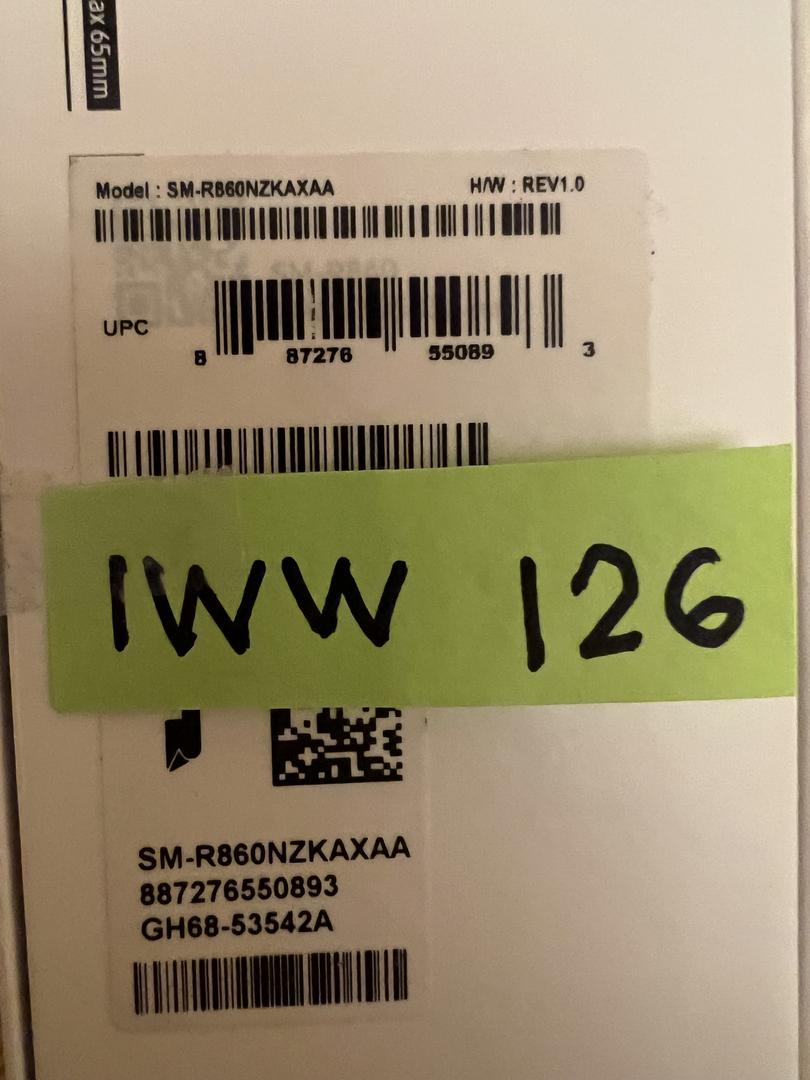 ax 65mm
Model : SM-R860NZKAXAA H/W : REV1.0
UPC 8 87276 55089 3
IWW 126
SM-R860NZKAXAA
887276550893
GH68-53542A